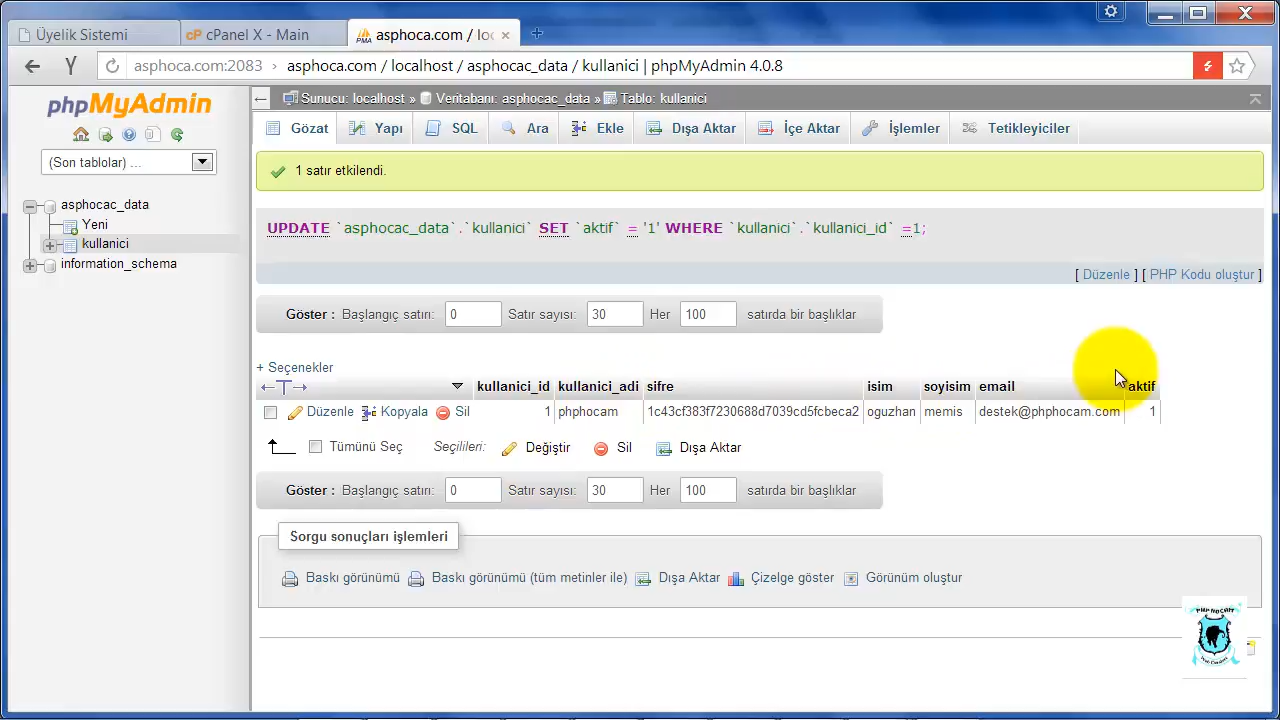 Üyelik Sistemi
cP cPanel X - Main
PMA asphoca.com / loc
asphoca.com:2083 › asphoca.com / localhost / asphocac_data / kullanici | phpMyAdmin 4.0.8
phpMyAdmin
Sunucu: localhost » Veritabanı: asphocac_data » Tablo: kullanici
Gözat Yapı SQL Ara Ekle Dışa Aktar İçe Aktar İşlemler Tetikleyiciler
(Son tablolar) ...
asphocac_data
Yeni
kullanici
information_schema
1 satır etkilendi.
UPDATE `asphocac_data`.`kullanici` SET `aktif` = '1' WHERE `kullanici`.`kullanici_id` =1;
[ Düzenle ] [ PHP Kodu oluştur ]
Göster : Başlangıç satırı: 0 Satır sayısı: 30 Her 100 satırda bir başlıklar
+ Seçenekler
←T→ kullanici_id kullanici_adi sifre isim soyisim email aktif
Düzenle Kopyala Sil 1 phphocam 1c43cf383f7230688d7039cd5fcbeca2 oguzhan memis destek@phphocam.com 1
Tümünü Seç Seçilileri: Değiştir Sil Dışa Aktar
Göster : Başlangıç satırı: 0 Satır sayısı: 30 Her 100 satırda bir başlıklar
Sorgu sonuçları işlemleri
Baskı görünümü Baskı görünümü (tüm metinler ile) Dışa Aktar Çizelge göster Görünüm oluştur
PHP HOCAM